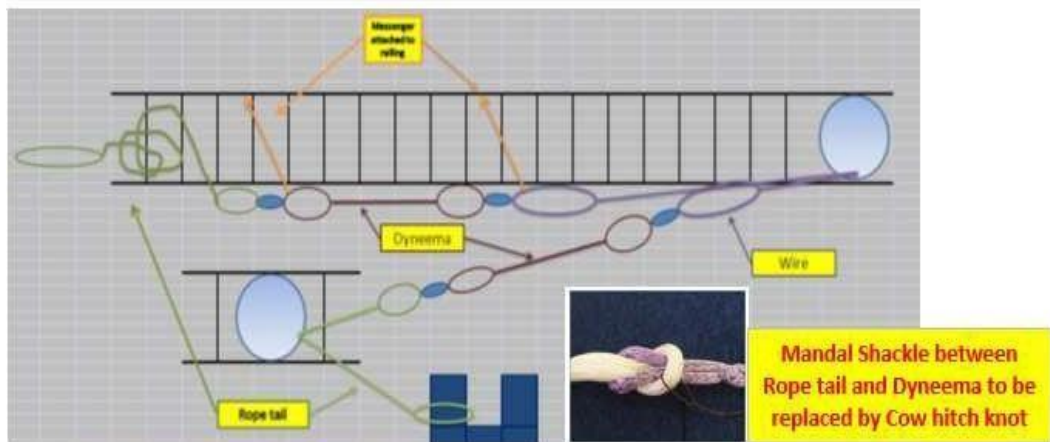 Messenger
attached to
railing
Dyneema
Wire
Rope tail
Mandal Shackle between
Rope tail and Dyneema to be
replaced by Cow hitch knot